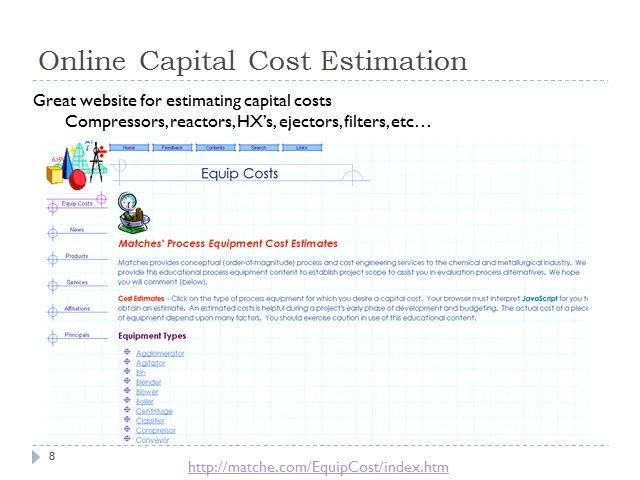 Online Capital Cost Estimation
Great website for estimating capital costs
Compressors, reactors, HX's, ejectors, filters, etc…
Home Feedback Contents Search Links
Equip Costs
Equip Costs
News
Products
Services
Affiliations
Principals
Matches' Process Equipment Cost Estimates
Matches provides conceptual (order-of-magnitude) process and cost engineering services to the chemical and metallurgical industry. We
provide this educational process equipment content to establish project scope to assist you in evaluation process alternatives. We hope
you will comment (below).
Cost Estimates - Click on the type of process equipment for which you desire a capital cost. Your browser must interpret JavaScript for you t
obtain an estimate. An estimated costs is helpful during a project's early phase of development and budgeting. The actual cost of a piec
of equipment depend upon many factors. You should exercise caution in use of this educational content.
Equipment Types
Agglomerator
Agitator
Bin
Blender
Blower
Boiler
Centrifuge
Classifier
Compressor
Conveyor
8
http://matche.com/EquipCost/index.htm